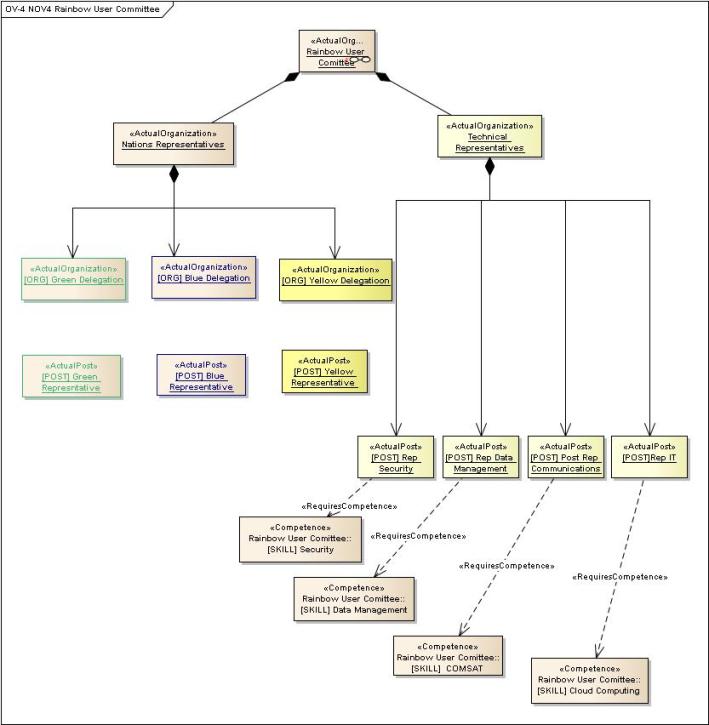 OV-4 NOV4 Rainbow User Committee
«ActualOrg...
Rainbow User
Comittee
«ActualOrganization»
Nations Representatives
«ActualOrganization»
Technical
Representatives
«ActualOrganization»
[ORG] Green Delegation
«ActualOrganization»
[ORG] Blue Delegation
«ActualOrganization»
[ORG] Yellow Delegatioon
«ActualPost»
[POST] Green
Represntative
«ActualPost»
[POST] Blue
Representative
«ActualPost»
[POST] Yellow
Representative
«ActualPost»
[POST] Rep
Security
«ActualPost»
[POST] Rep Data
Management
«ActualPost»
[POST] Post Rep
Communications
«ActualPost»
[POST]Rep IT
«RequiresCompetence»
«RequiresCompetence»
«RequiresCompetence»
«RequiresCompetence»
«Competence»
Rainbow User Comittee::
[SKILL] Security
«Competence»
Rainbow User Comittee::
[SKILL] Data Management
«Competence»
Rainbow User Comittee::
[SKILL] COMSAT
«Competence»
Rainbow User Comittee::
[SKILL] Cloud Computing